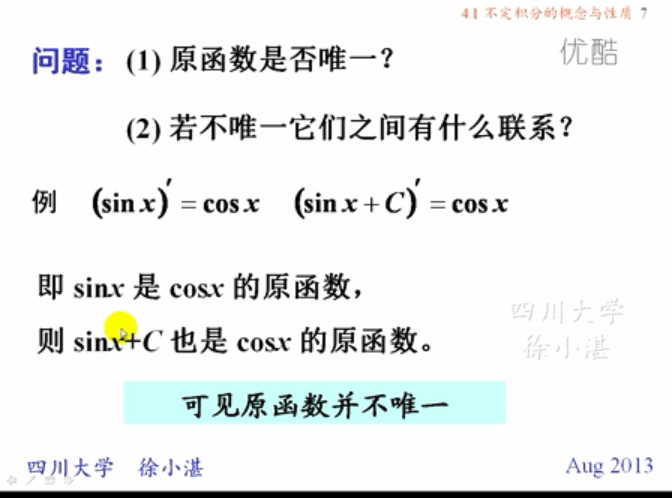 4.1 不定积分的概念与性质 7
优酷
问题：(1) 原函数是否唯一？
(2) 若不唯一它们之间有什么联系？
例 (sin x)′ = cos x (sin x + C)′ = cos x
即 sinx 是 cosx 的原函数，
则 sinx+C 也是 cosx 的原函数。
四川大学
徐小湛
可见原函数并不唯一
四川大学 徐小湛
Aug 2013